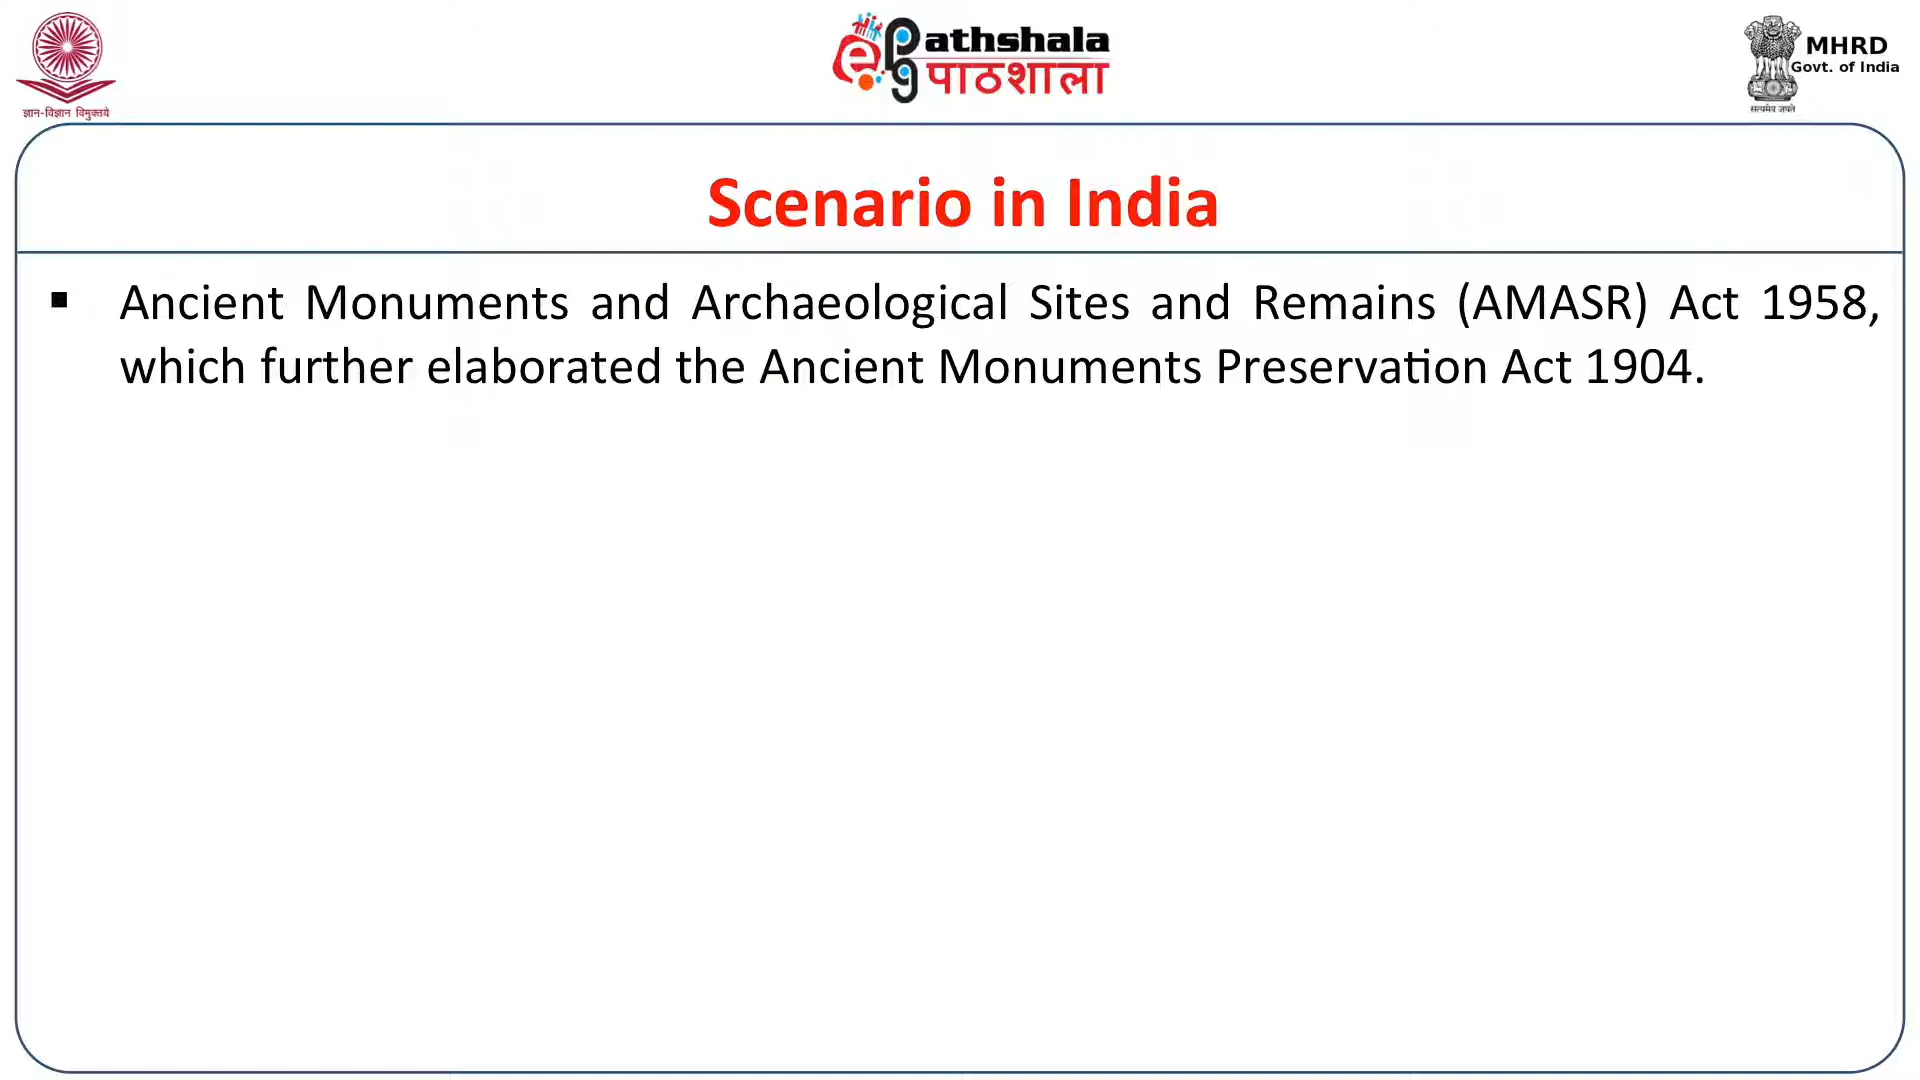 ज्ञान-विज्ञान विमुक्तये
ePathshala
पाठशाला
MHRD
Govt. of India
सत्यमेव जयते
Scenario in India
▪ Ancient Monuments and Archaeological Sites and Remains (AMASR) Act 1958,
which further elaborated the Ancient Monuments Preservation Act 1904.